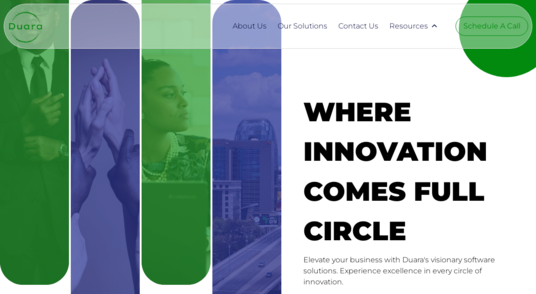 Duara
About Us
Our Solutions
Contact Us
Resources
Schedule A Call
WHERE
INNOVATION
COMES FULL
CIRCLE
Elevate your business with Duara's visionary software
solutions. Experience excellence in every circle of
innovation.